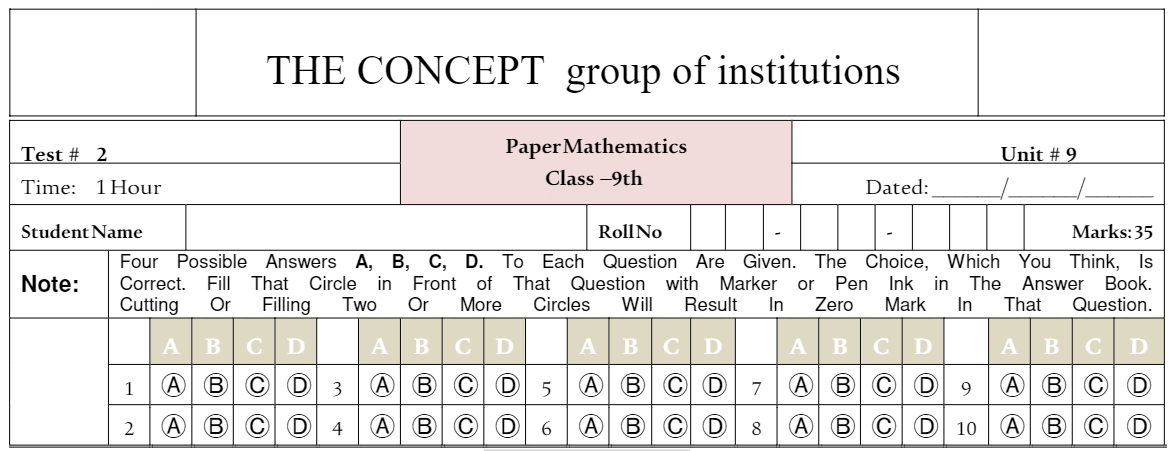 THE CONCEPT group of institutions
Test # 2
Paper Mathematics
Class –9th
Unit # 9
Time: 1 Hour
Dated: ______/______/______
Student Name
Roll No
-
-
Marks: 35
Note:
Four Possible Answers A, B, C, D. To Each Question Are Given. The Choice, Which You Think, Is
Correct. Fill That Circle in Front of That Question with Marker or Pen Ink in The Answer Book.
Cutting Or Filling Two Or More Circles Will Result In Zero Mark In That Question.
A B C D A B C D A B C D A B C D A B C D
1 Ⓐ Ⓑ Ⓒ Ⓓ 3 Ⓐ Ⓑ Ⓒ Ⓓ 5 Ⓐ Ⓑ Ⓒ Ⓓ 7 Ⓐ Ⓑ Ⓒ Ⓓ 9 Ⓐ Ⓑ Ⓒ Ⓓ
2 Ⓐ Ⓑ Ⓒ Ⓓ 4 Ⓐ Ⓑ Ⓒ Ⓓ 6 Ⓐ Ⓑ Ⓒ Ⓓ 8 Ⓐ Ⓑ Ⓒ Ⓓ 10 Ⓐ Ⓑ Ⓒ Ⓓ